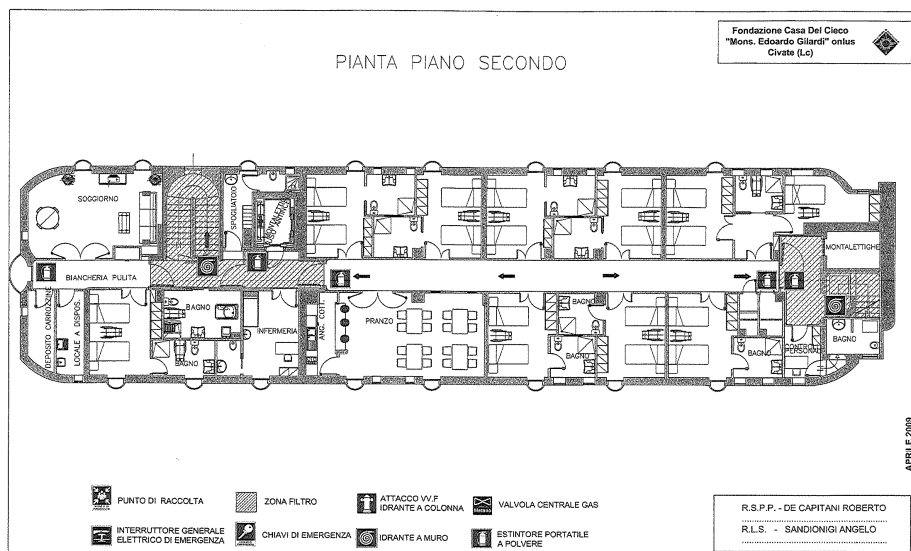 Fondazione Casa Del Cieco
"Mons. Edoardo Gilardi" onlus
Civate (Lc)
PIANTA PIANO SECONDO
SOGGIORNO
SPOGLIATOIO
MONTALETTIGHE
BIANCHERIA PULITA
DEPOSITO CARROZZINE
LOCALE A DISPOS.
BAGNO
BAGNO
INFERMERIA
ANG. COTT.
PRANZO
BAGNO
BAGNO
BAGNO
CONTROL
PERSONAL
BAGNO
APRILE 2009
PUNTO DI RACCOLTA
ZONA FILTRO
ATTACCO VV.F
IDRANTE A COLONNA
VALVOLA CENTRALE GAS
INTERRUTTORE GENERALE
ELETTRICO DI EMERGENZA
CHIAVI DI EMERGENZA
IDRANTE A MURO
ESTINTORE PORTATILE
A POLVERE
R.S.P.P. - DE CAPITANI ROBERTO
R.L.S. - SANDIONIGI ANGELO